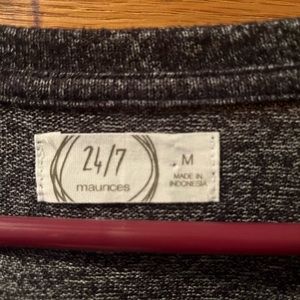 24/7
maurices
M
MADE IN
INDONESIA